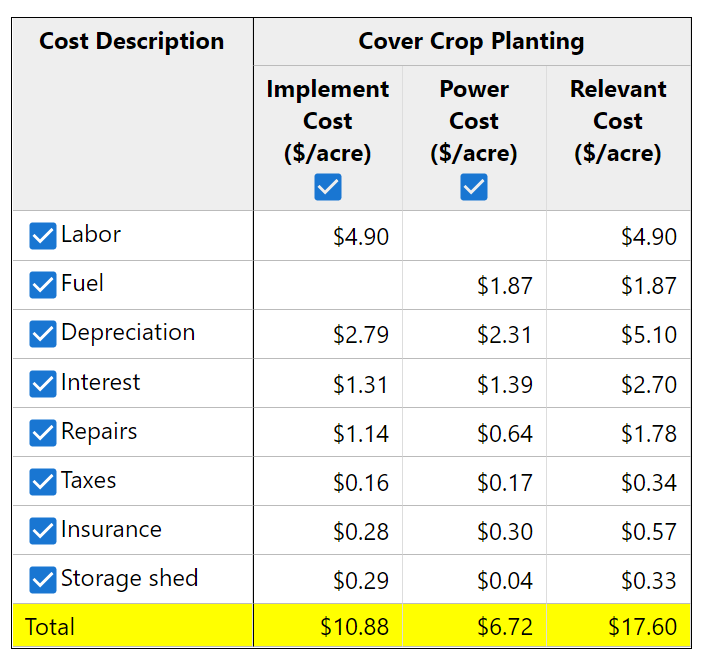 Cost Description Cover Crop Planting
Implement Cost ($/acre) Power Cost ($/acre) Relevant Cost ($/acre)
Labor $4.90 $4.90
Fuel $1.87 $1.87
Depreciation $2.79 $2.31 $5.10
Interest $1.31 $1.39 $2.70
Repairs $1.14 $0.64 $1.78
Taxes $0.16 $0.17 $0.34
Insurance $0.28 $0.30 $0.57
Storage shed $0.29 $0.04 $0.33
Total $10.88 $6.72 $17.60